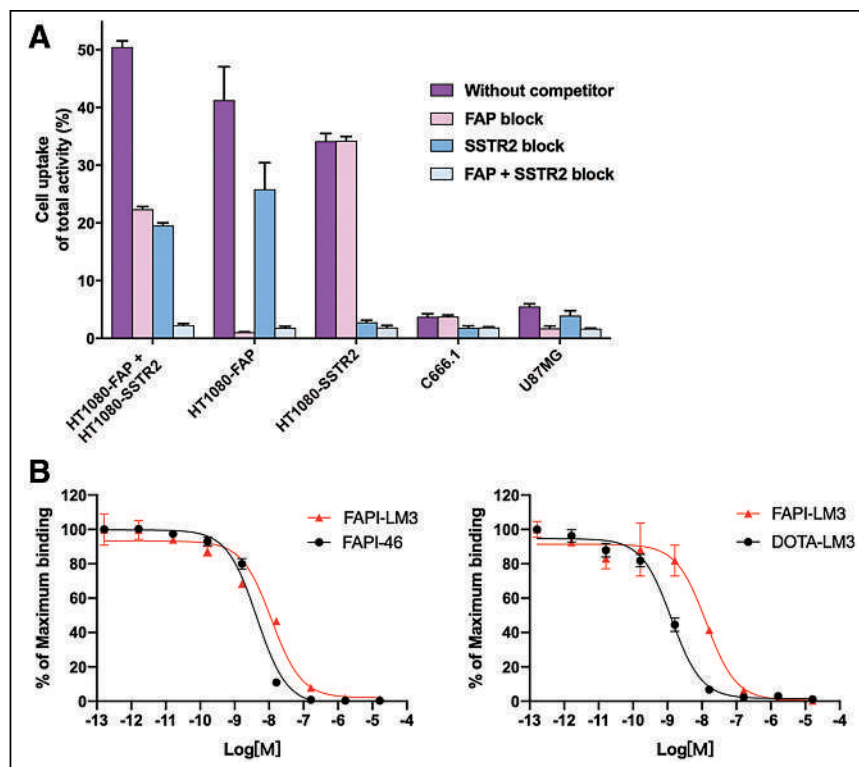 A
Cell uptake
of total activity (%)
50
40
30
20
10
0
Without competitor
FAP block
SSTR2 block
FAP + SSTR2 block
HT1080-FAP +
HT1080-SSTR2
HT1080-FAP
HT1080-SSTR2
C666.1
U87MG
B
% of Maximum binding
120
100
80
60
40
20
0
FAPI-LM3
FAPI-46
-13 -12 -11 -10 -9 -8 -7 -6 -5 -4
Log[M]
% of Maximum binding
120
100
80
60
40
20
0
FAPI-LM3
DOTA-LM3
-13 -12 -11 -10 -9 -8 -7 -6 -5 -4
Log[M]